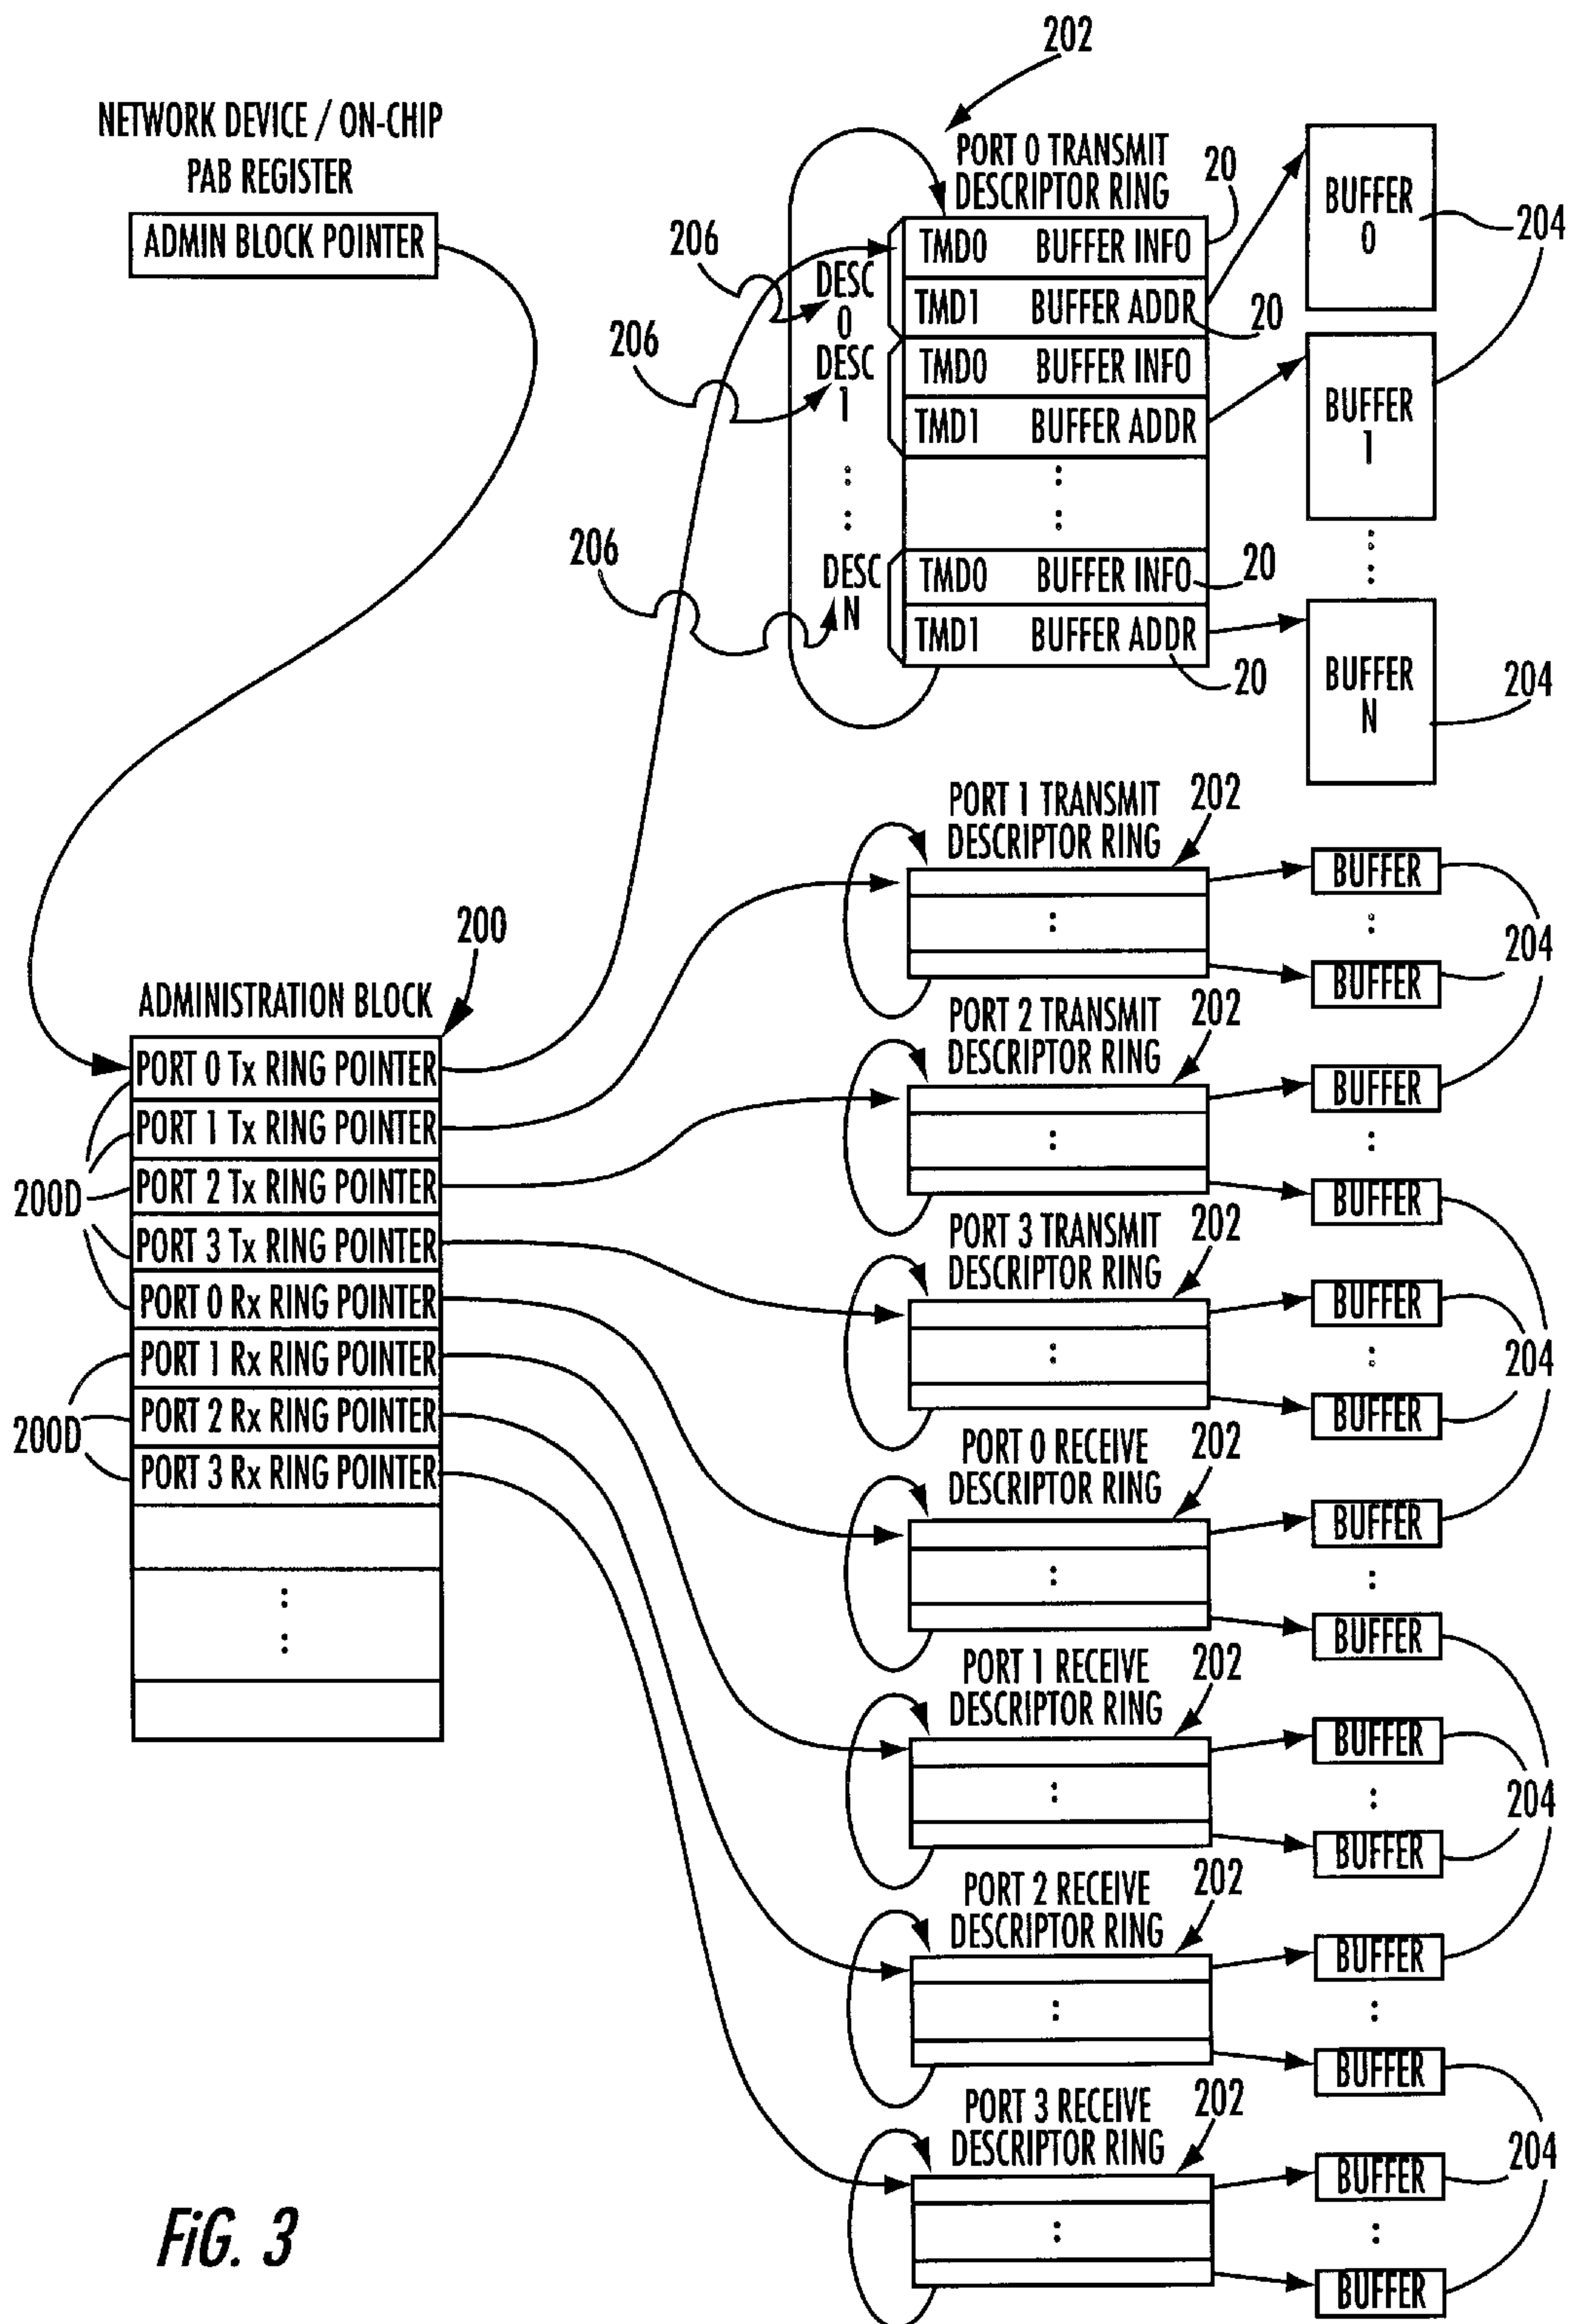 202
NETWORK DEVICE / ON-CHIP
PAB REGISTER
ADMIN BLOCK POINTER
PORT 0 TRANSMIT
DESCRIPTOR RING
20
206
DESC
0
TMD0 BUFFER INFO
TMD1 BUFFER ADDR
20
BUFFER
0
204
206
DESC
1
TMD0 BUFFER INFO
TMD1 BUFFER ADDR
BUFFER
1
:
:
:
:
:
:
206
DESC
N
TMD0 BUFFER INFO
20
TMD1 BUFFER ADDR
20
BUFFER
N
204
PORT 1 TRANSMIT
DESCRIPTOR RING
202
BUFFER
:
:
BUFFER
204
PORT 2 TRANSMIT
DESCRIPTOR RING
202
BUFFER
:
:
BUFFER
PORT 3 TRANSMIT
DESCRIPTOR RING
202
BUFFER
:
:
BUFFER
204
PORT 0 RECEIVE
DESCRIPTOR RING
202
BUFFER
:
:
BUFFER
PORT 1 RECEIVE
DESCRIPTOR RING
202
BUFFER
:
:
BUFFER
204
PORT 2 RECEIVE
DESCRIPTOR RING
202
BUFFER
:
:
BUFFER
PORT 3 RECEIVE
DESCRIPTOR RING
202
BUFFER
:
:
BUFFER
204
200
ADMINISTRATION BLOCK
PORT 0 Tx RING POINTER
PORT 1 Tx RING POINTER
PORT 2 Tx RING POINTER
PORT 3 Tx RING POINTER
PORT 0 Rx RING POINTER
PORT 1 Rx RING POINTER
PORT 2 Rx RING POINTER
PORT 3 Rx RING POINTER
:
:
200D
200D
FiG. 3